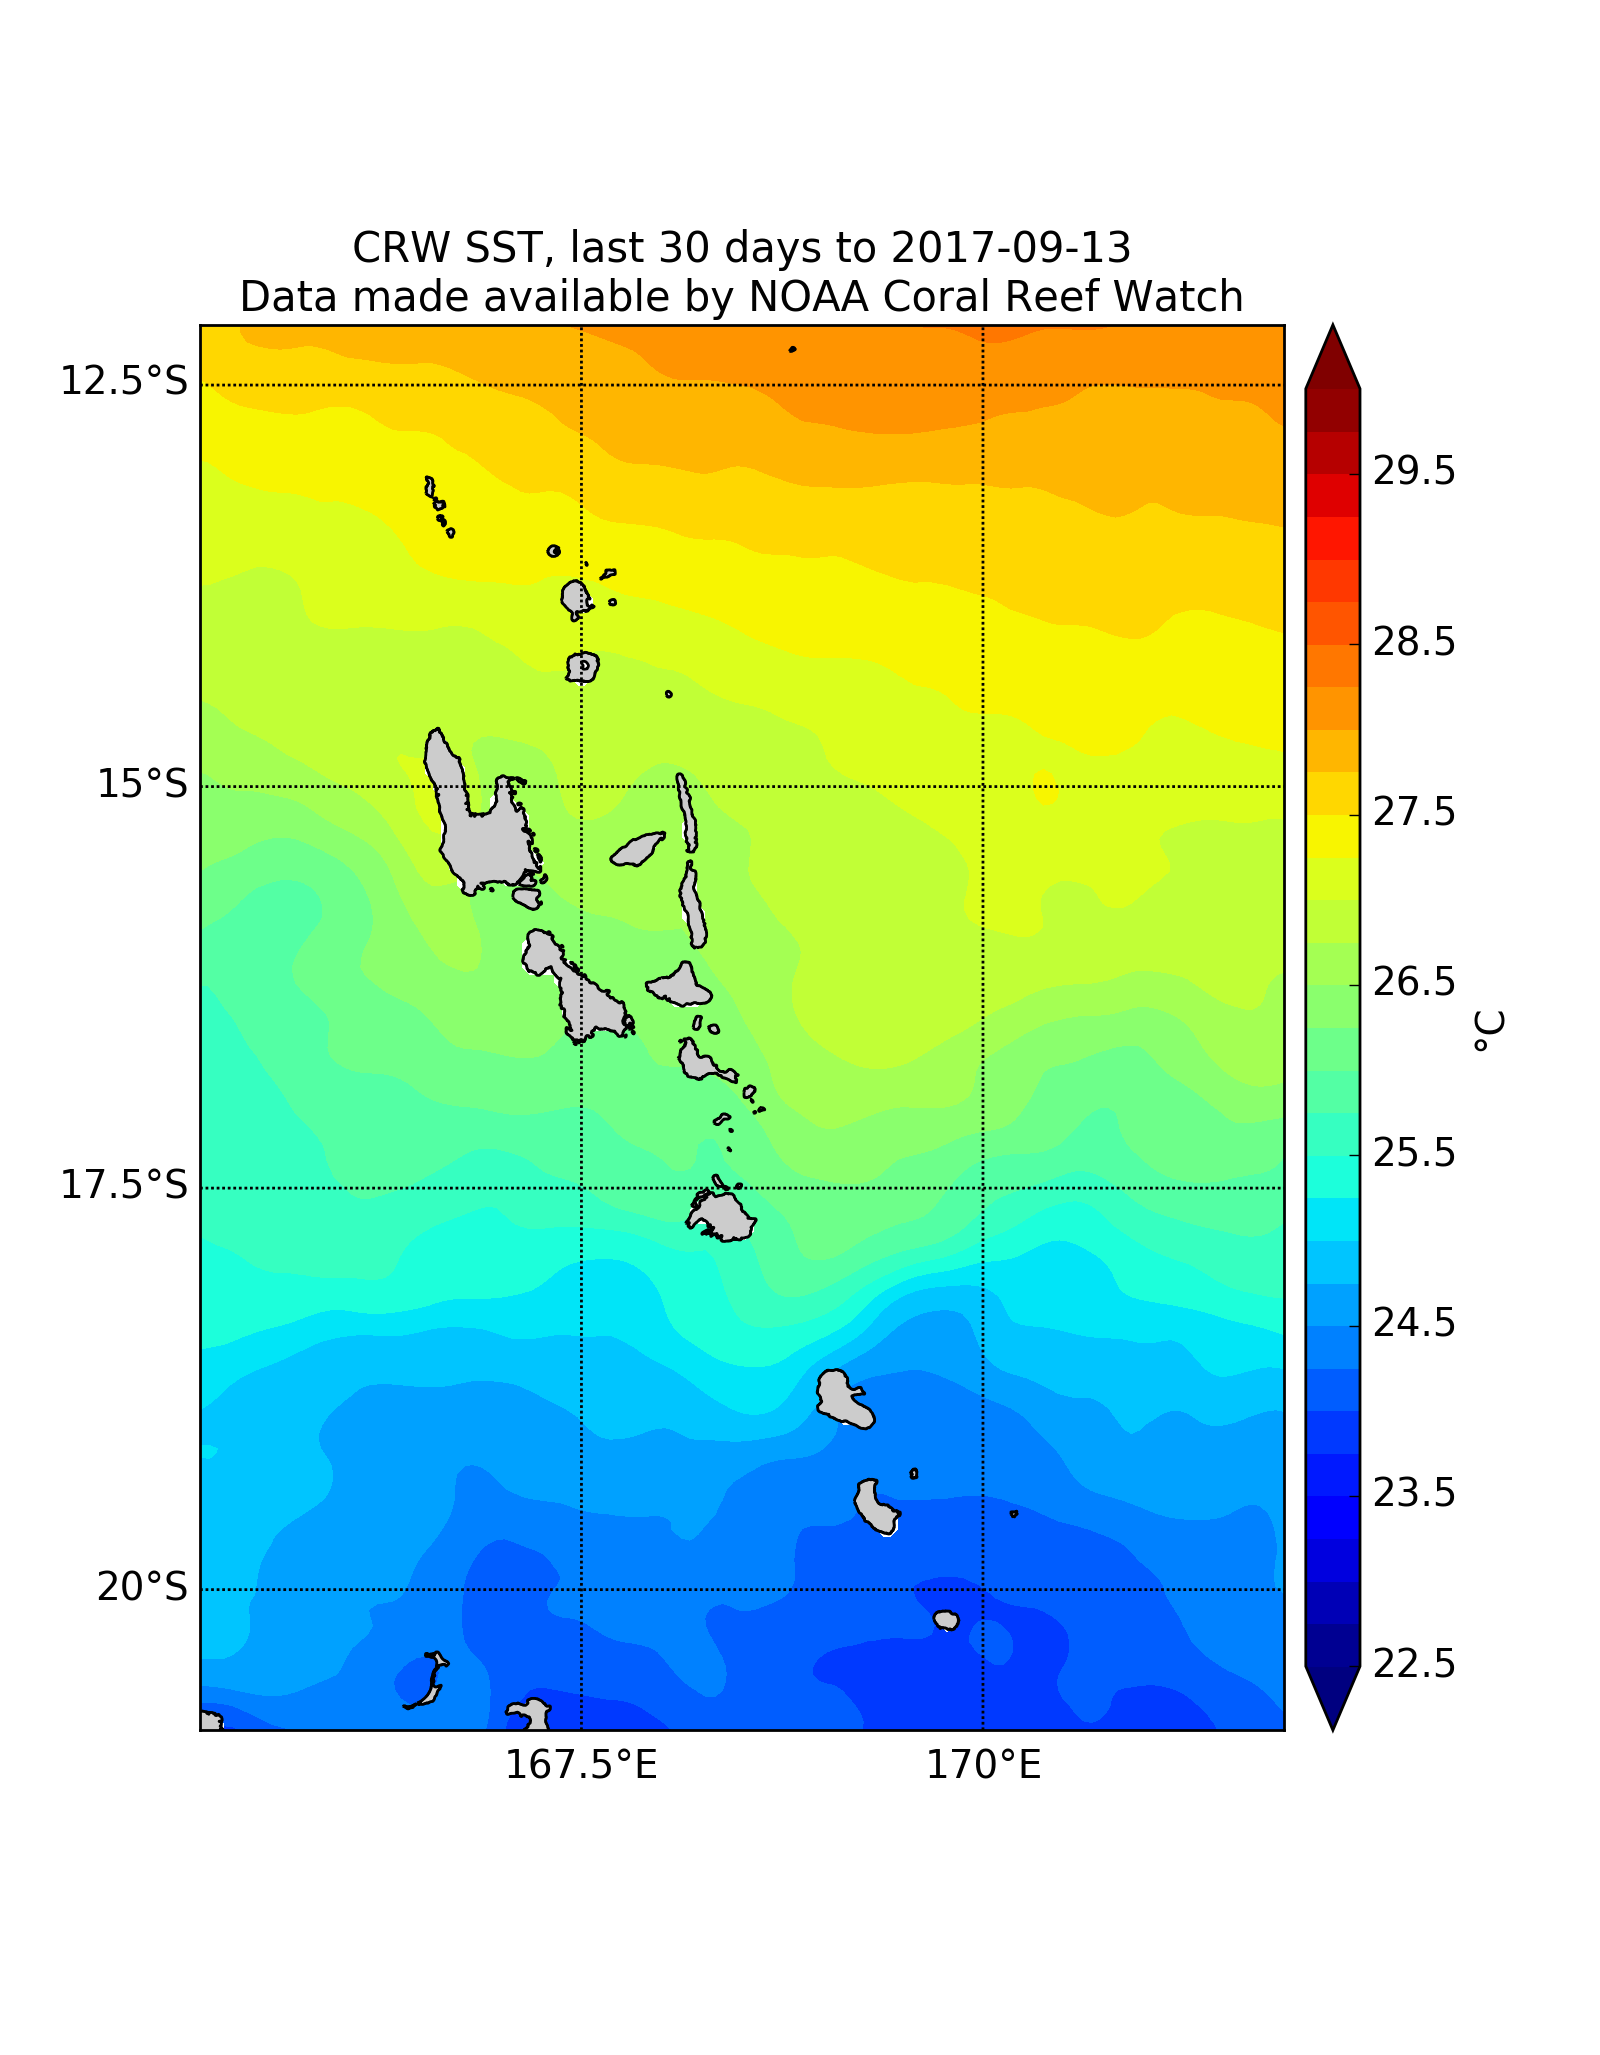 CRW SST, last 30 days to 2017-09-13
Data made available by NOAA Coral Reef Watch
12.5°S
15°S
17.5°S
20°S
167.5°E
170°E
29.5
28.5
27.5
26.5
25.5
24.5
23.5
22.5
°C